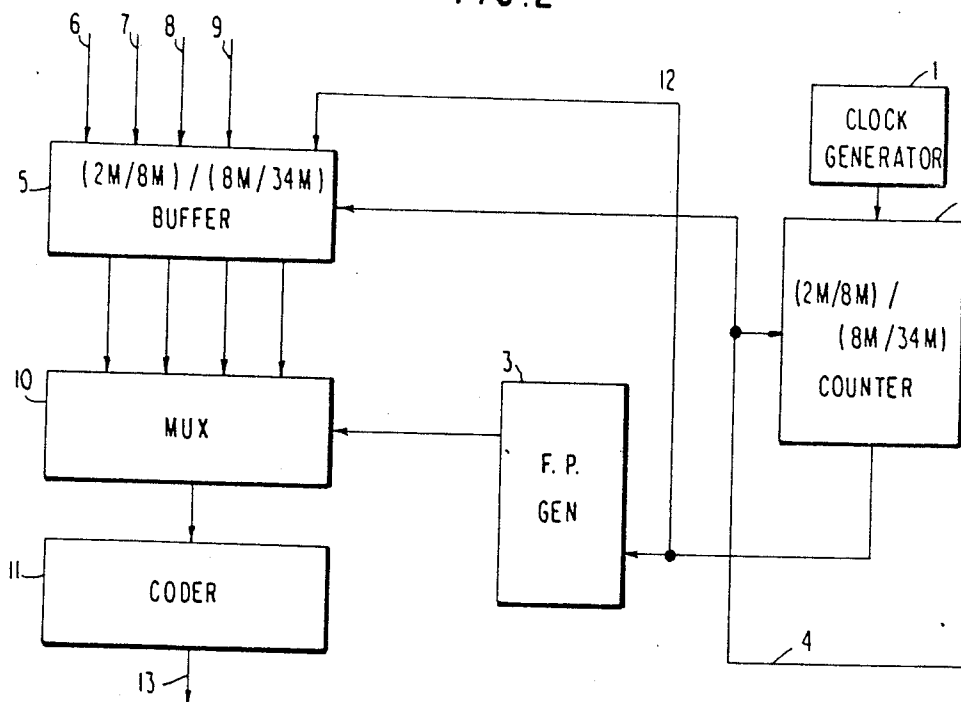 6 7 8 9
12
1
CLOCK
GENERATOR
5
(2M/8M) / (8M/34M)
BUFFER
(2M/8M) /
(8M/34M)
COUNTER
10
MUX
3
F. P.
GEN
11
CODER
4
13